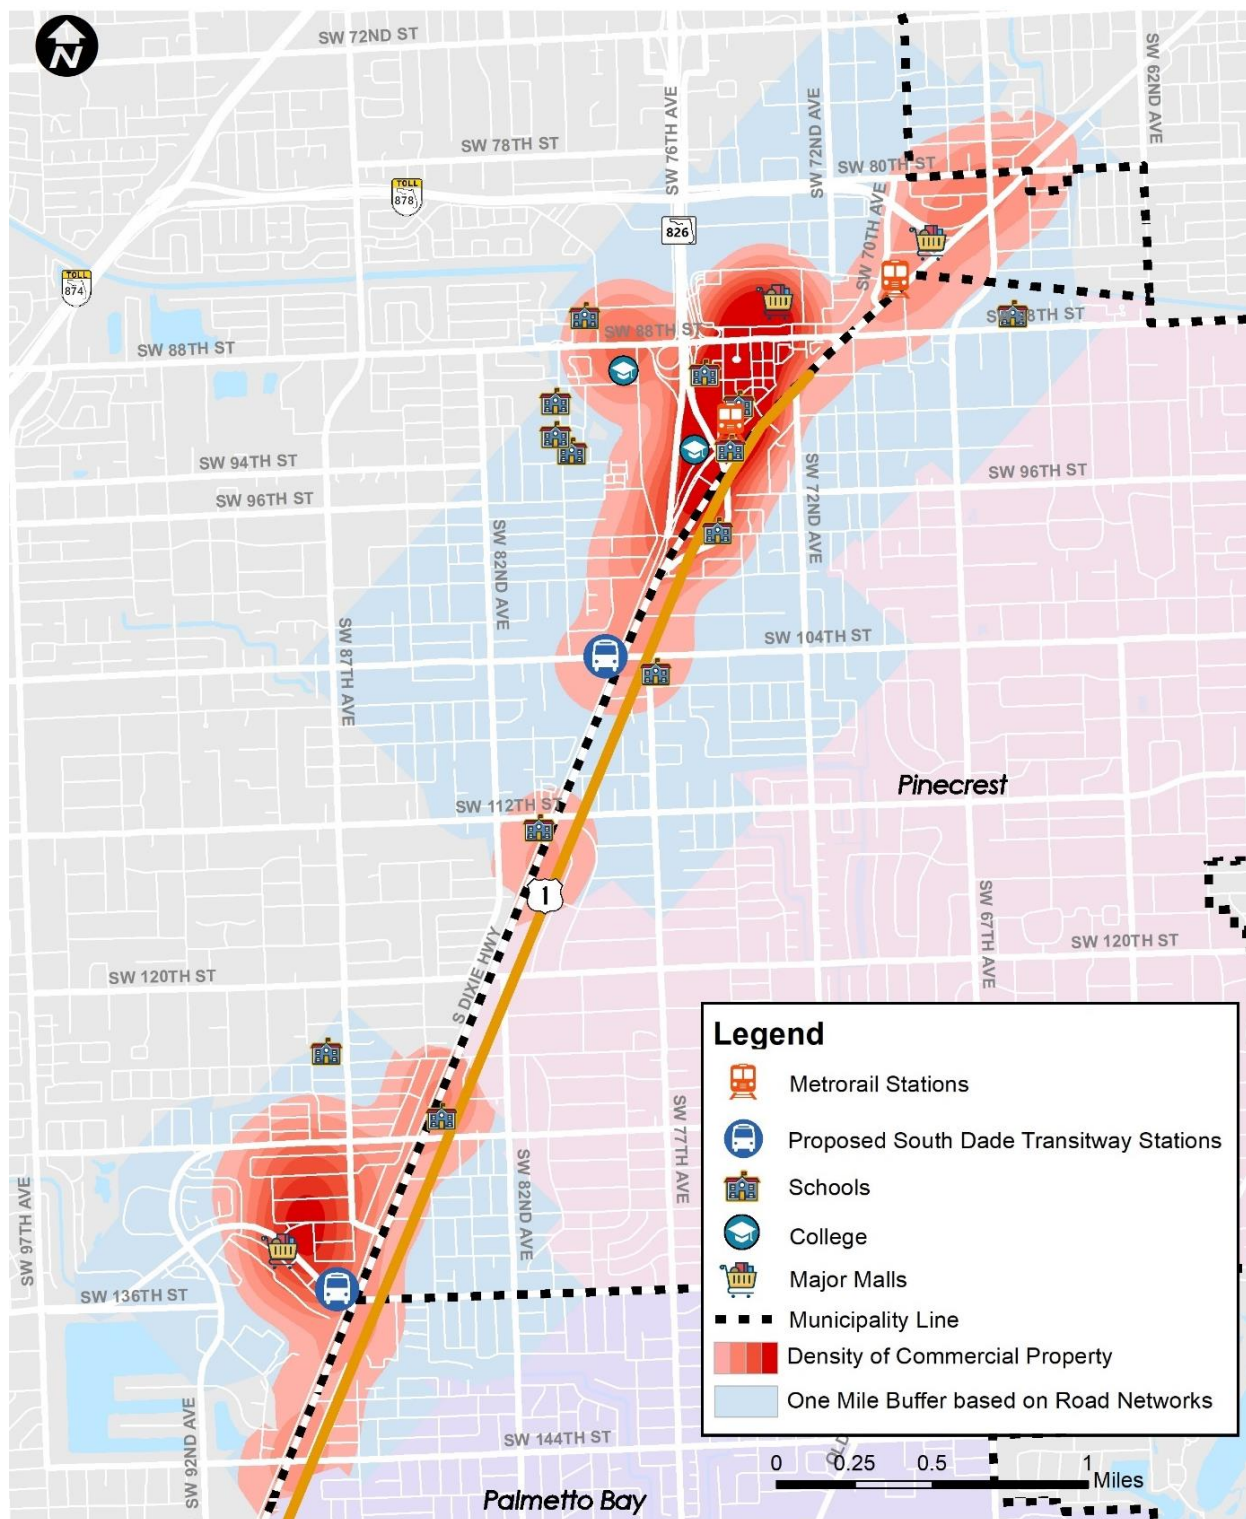 N
SW 72ND ST
SW 76TH AVE
SW 72ND AVE
SW 62ND AVE
SW 78TH ST
SW 80TH ST
TOLL
878
SW 70TH AVE
826
TOLL
874
SW 88TH ST
SW 88TH ST
8TH ST
SW 94TH ST
SW 96TH ST
SW 96TH ST
SW 72ND AVE
SW 82ND AVE
SW 87TH AVE
SW 104TH ST
Pinecrest
SW 112TH ST
1
SW 67TH AVE
S DIXIE HWY
SW 120TH ST
SW 120TH ST
SW 77TH AVE
SW 82ND AVE
SW 97TH AVE
SW 136TH ST
SW 92ND AVE
SW 144TH ST
Palmetto Bay
Legend
Metrorail Stations
Proposed South Dade Transitway Stations
Schools
College
Major Malls
Municipality Line
Density of Commercial Property
One Mile Buffer based on Road Networks
0 0.25 0.5 1
Miles